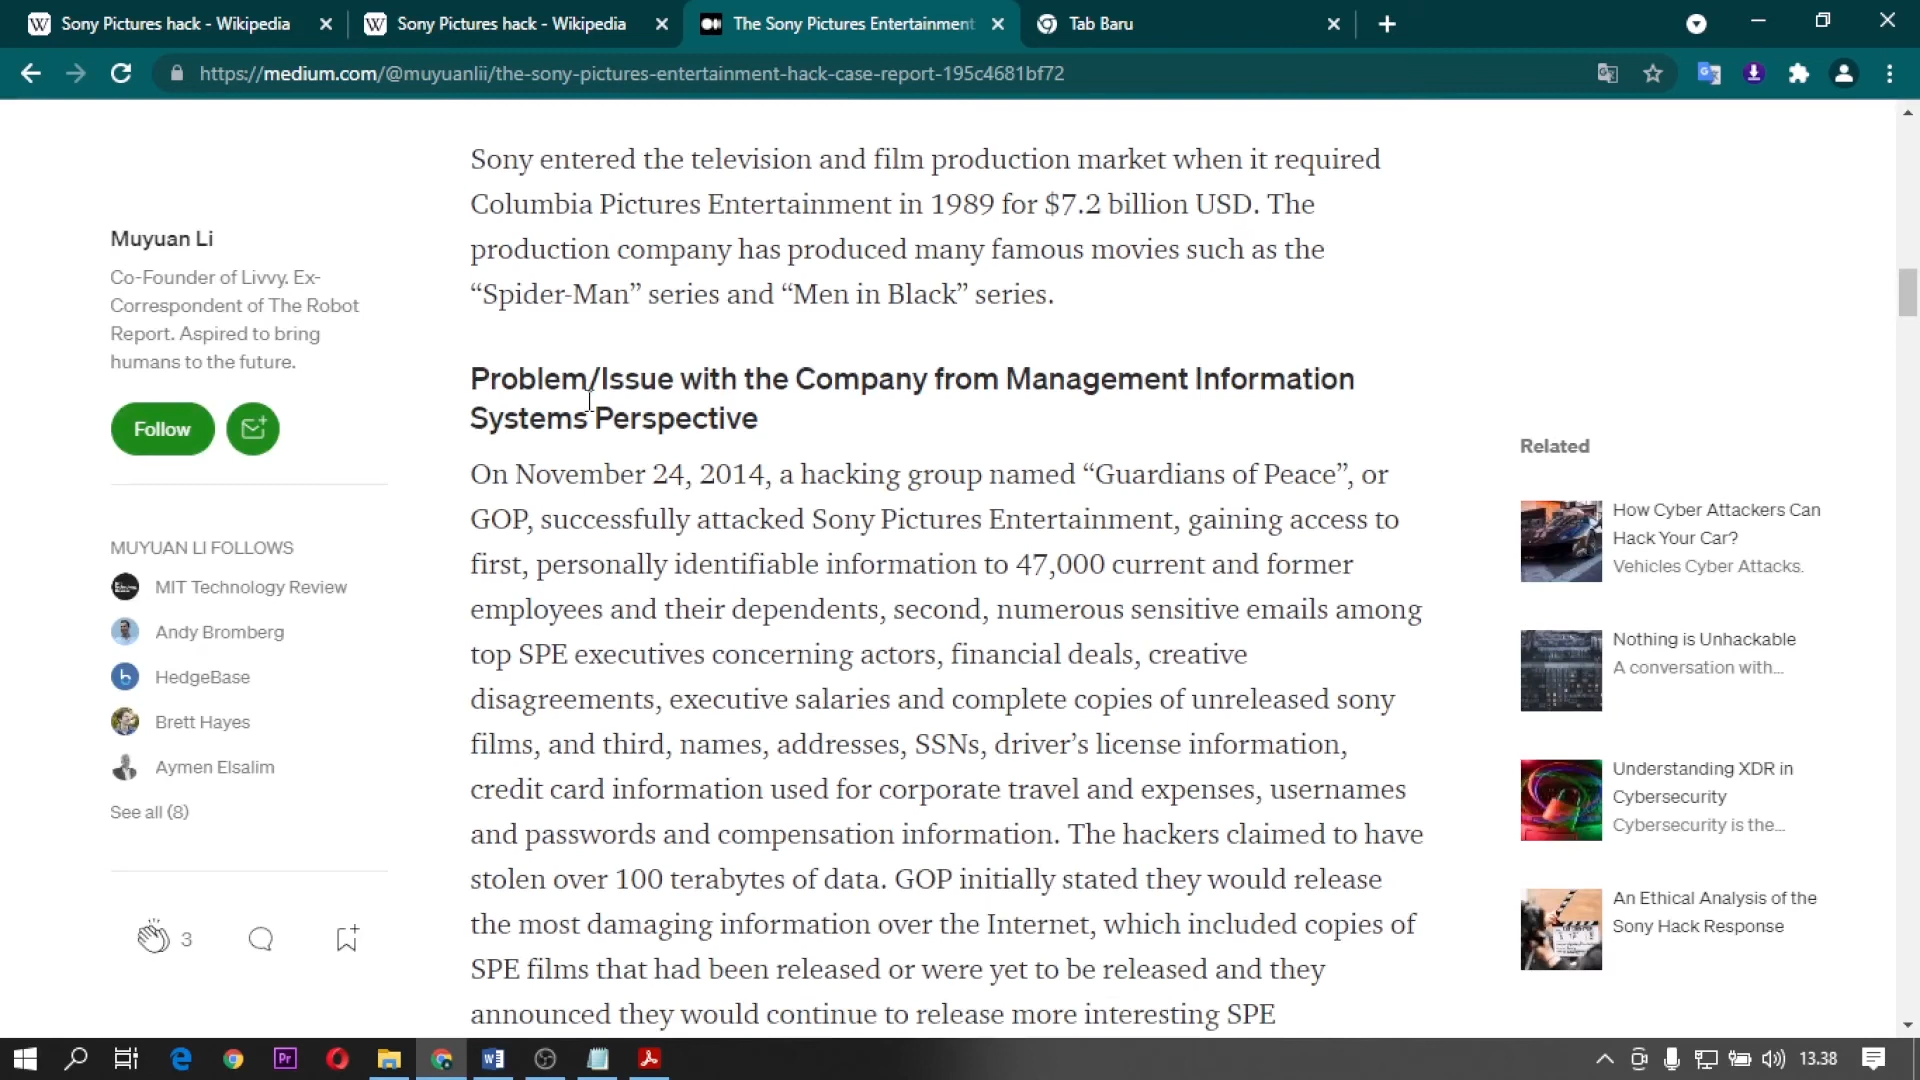 Sony Pictures hack - Wikipedia
Sony Pictures hack - Wikipedia
The Sony Pictures Entertainment
Tab Baru
https://medium.com/@muyuanlii/the-sony-pictures-entertainment-hack-case-report-195c4681bf72
Sony entered the television and film production market when it required
Columbia Pictures Entertainment in 1989 for $7.2 billion USD. The
production company has produced many famous movies such as the
“Spider-Man” series and “Men in Black” series.
Problem/Issue with the Company from Management Information
Systems Perspective
On November 24, 2014, a hacking group named “Guardians of Peace”, or
GOP, successfully attacked Sony Pictures Entertainment, gaining access to
first, personally identifiable information to 47,000 current and former
employees and their dependents, second, numerous sensitive emails among
top SPE executives concerning actors, financial deals, creative
disagreements, executive salaries and complete copies of unreleased sony
films, and third, names, addresses, SSNs, driver’s license information,
credit card information used for corporate travel and expenses, usernames
and passwords and compensation information. The hackers claimed to have
stolen over 100 terabytes of data. GOP initially stated they would release
the most damaging information over the Internet, which included copies of
SPE films that had been released or were yet to be released and they
announced they would continue to release more interesting SPE
Muyuan Li
Co-Founder of Livvy. Ex-
Correspondent of The Robot
Report. Aspired to bring
humans to the future.
Follow
MUYUAN LI FOLLOWS
MIT Technology Review
Andy Bromberg
HedgeBase
Brett Hayes
Aymen Elsalim
See all (8)
3
Related
How Cyber Attackers Can
Hack Your Car?
Vehicles Cyber Attacks.
Nothing is Unhackable
A conversation with...
Understanding XDR in
Cybersecurity
Cybersecurity is the...
An Ethical Analysis of the
Sony Hack Response
Pr
13.38